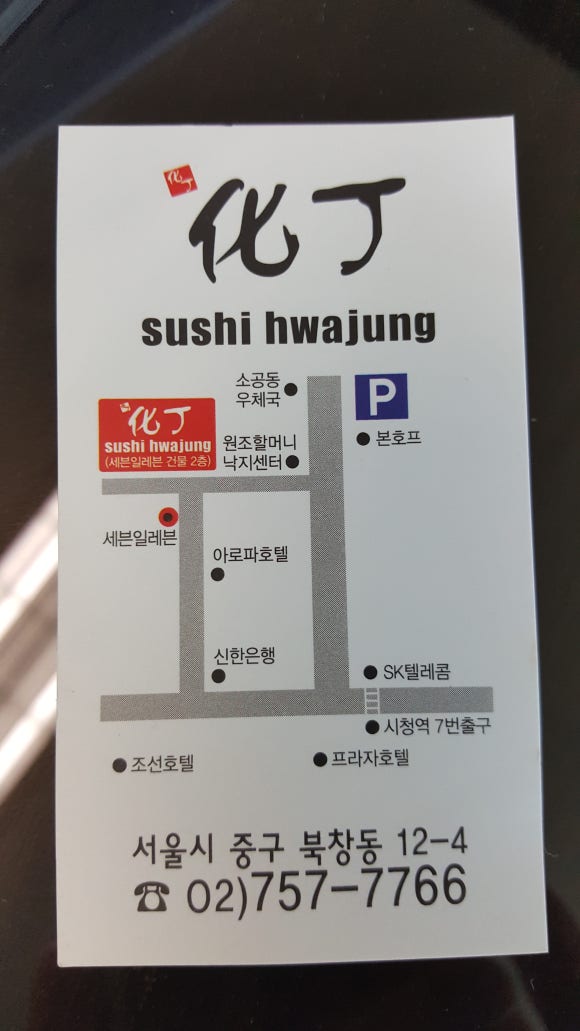 化丁
化丁
sushi hwajung
소공동
우체국
P
化丁
化丁
sushi hwajung
(세븐일레븐 건물 2층)
원조할머니
낙지센터
본호프
세븐일레븐
아로파호텔
신한은행
SK텔레콤
시청역 7번출구
조선호텔
프라자호텔
서울시 중구 북창동 12-4
☎ 02)757-7766